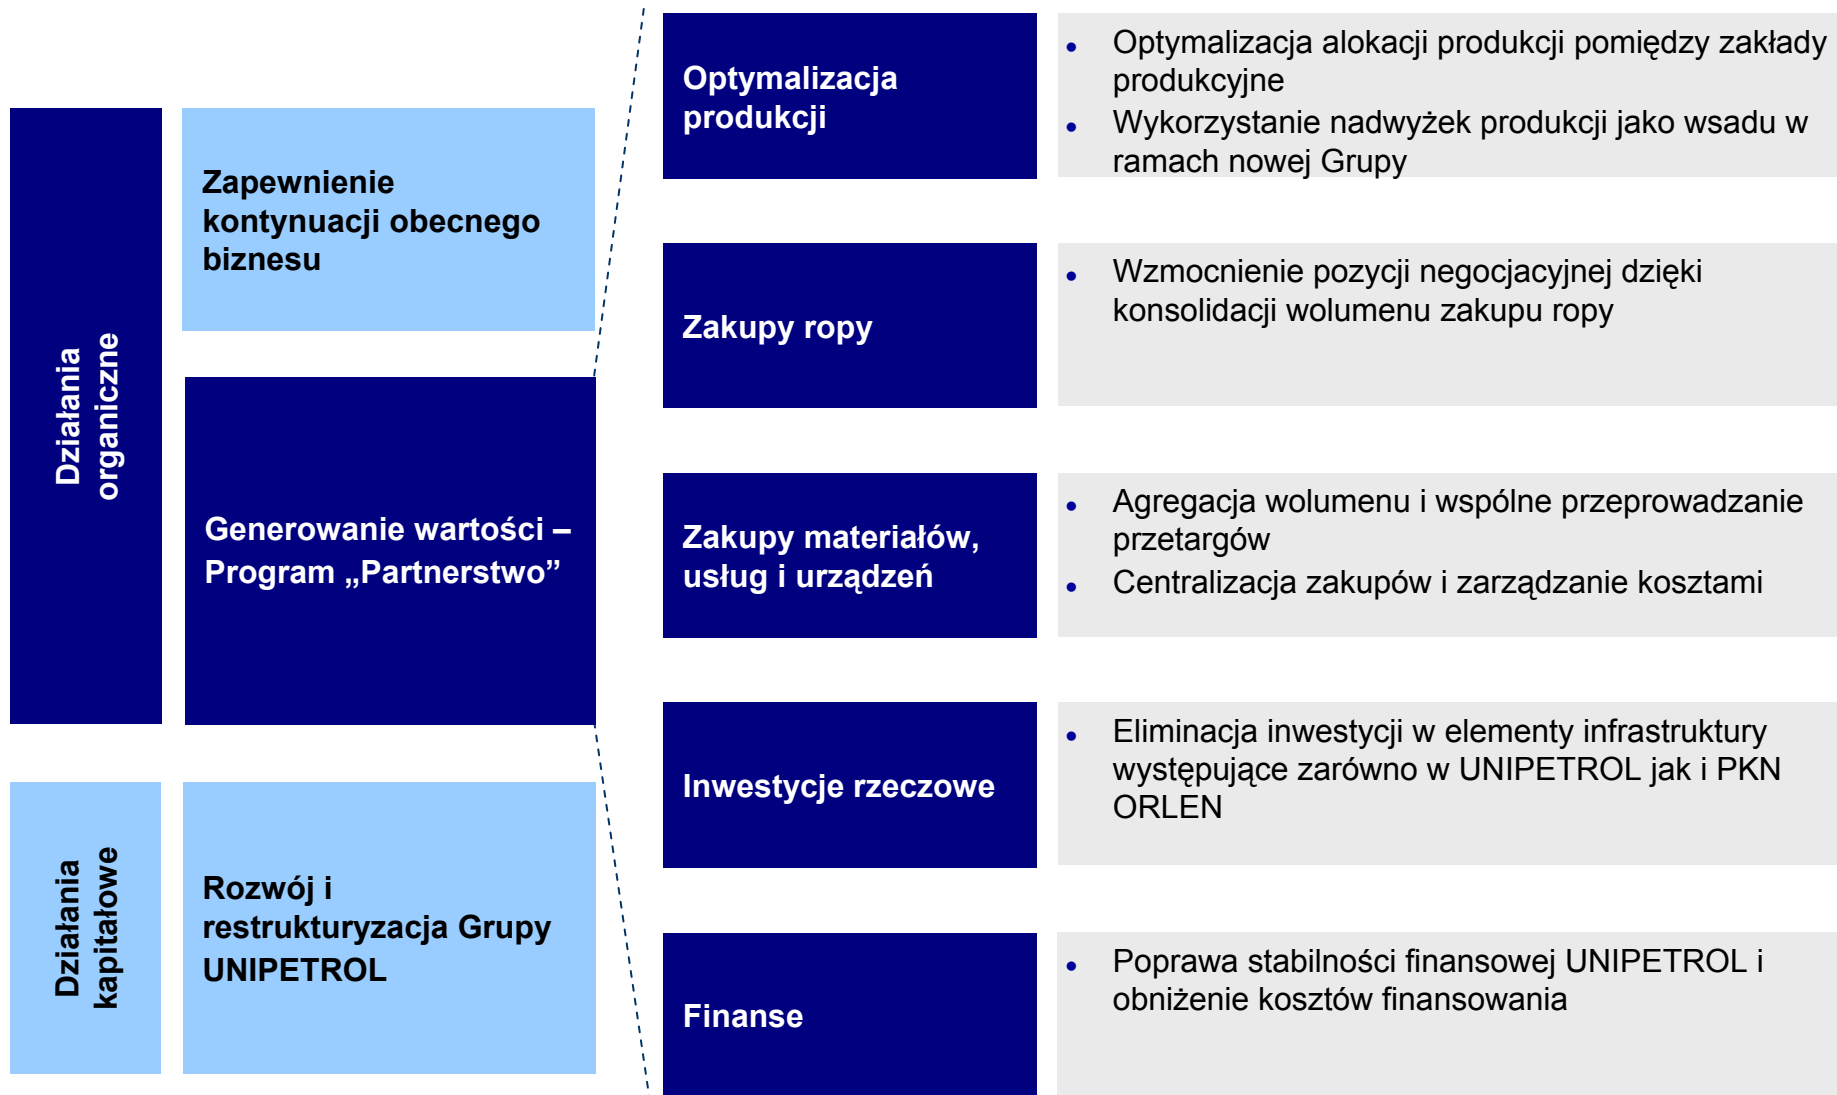 Działania
organiczne
Zapewnienie
kontynuacji obecnego
biznesu
Generowanie wartości –
Program „Partnerstwo”
Działania
kapitałowe
Rozwój i
restrukturyzacja Grupy
UNIPETROL
Optymalizacja
produkcji
• Optymalizacja alokacji produkcji pomiędzy zakłady
produkcyjne
• Wykorzystanie nadwyżek produkcji jako wsadu w
ramach nowej Grupy
Zakupy ropy
• Wzmocnienie pozycji negocjacyjnej dzięki
konsolidacji wolumenu zakupu ropy
Zakupy materiałów,
usług i urządzeń
• Agregacja wolumenu i wspólne przeprowadzanie
przetargów
• Centralizacja zakupów i zarządzanie kosztami
Inwestycje rzeczowe
• Eliminacja inwestycji w elementy infrastruktury
występujące zarówno w UNIPETROL jak i PKN
ORLEN
Finanse
• Poprawa stabilności finansowej UNIPETROL i
obniżenie kosztów finansowania